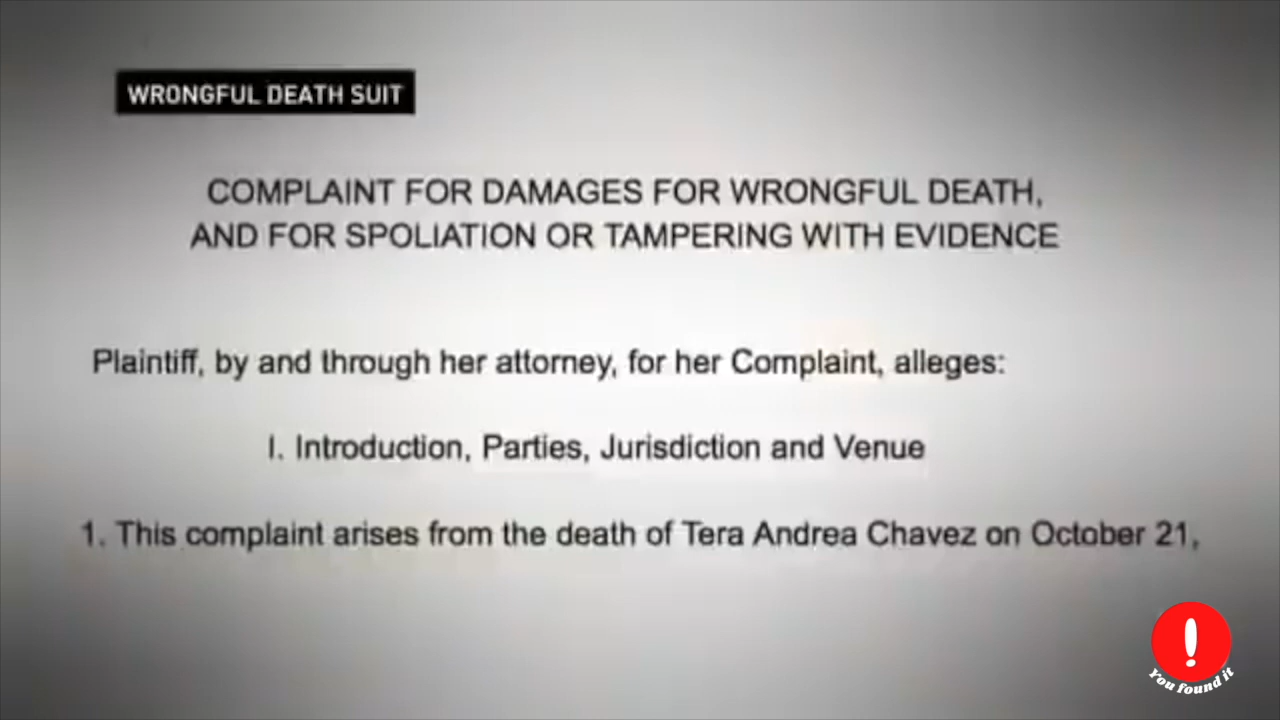 WRONGFUL DEATH SUIT
COMPLAINT FOR DAMAGES FOR WRONGFUL DEATH,
AND FOR SPOLIATION OR TAMPERING WITH EVIDENCE
Plaintiff, by and through her attorney, for her Complaint, alleges:
I. Introduction, Parties, Jurisdiction and Venue
1. This complaint arises from the death of Tera Andrea Chavez on October 21,
You found it